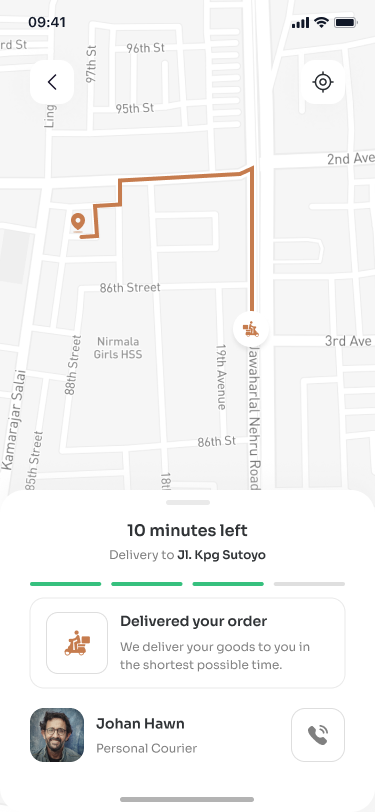 09:41
rd St
96th St
97th St
Ling
95th St
2nd Ave
86th Street
Nirmala
Girls HSS
3rd Ave
88th Street
19th Avenue
Jawaharlal Nehru Road
Kamarajar Salai
86th St
85th Street
18t
10 minutes left
Delivery to Jl. Kpg Sutoyo
Delivered your order
We deliver your goods to you in
the shortest possible time.
Johan Hawn
Personal Courier